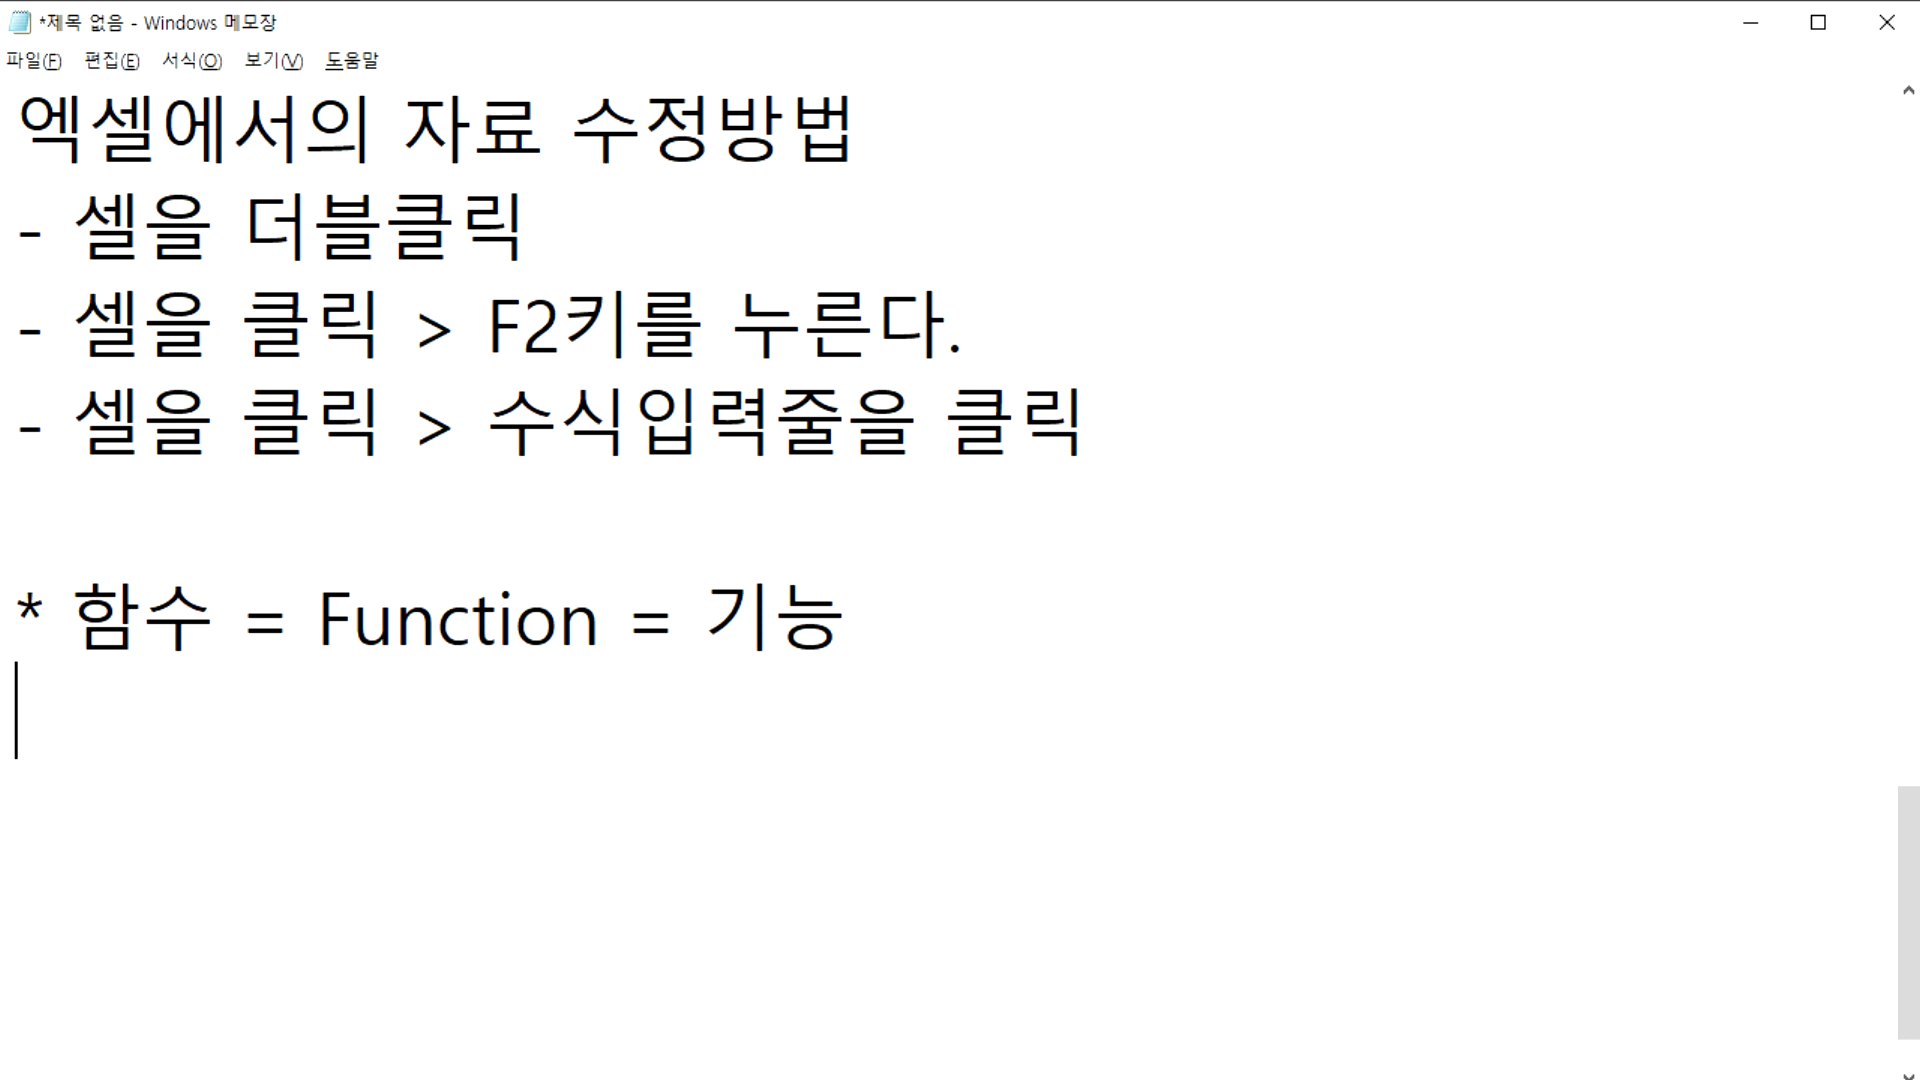 *제목 없음 - Windows 메모장
파일(F) 편집(E) 서식(O) 보기(V) 도움말
엑셀에서의 자료 수정방법
- 셀을 더블클릭
- 셀을 클릭 > F2키를 누른다.
- 셀을 클릭 > 수식입력줄을 클릭
* 함수 = Function = 기능